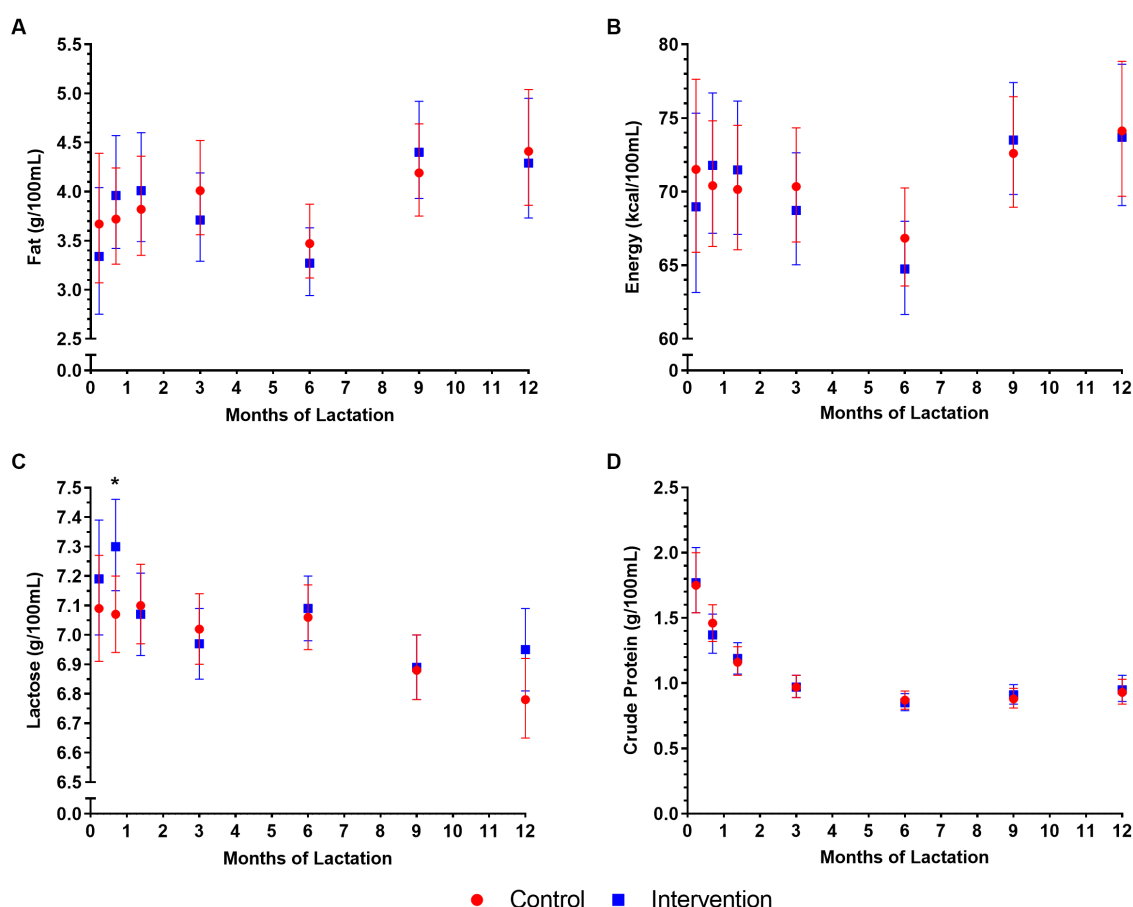 A
Fat (g/100mL)
5.5
5.0
4.5
4.0
3.5
3.0
2.5
0.0
0 1 2 3 4 5 6 7 8 9 10 11 12
Months of Lactation
B
Energy (kcal/100mL)
80
75
70
65
60
0
0 1 2 3 4 5 6 7 8 9 10 11 12
Months of Lactation
C
Lactose (g/100mL)
*
7.5
7.4
7.3
7.2
7.1
7.0
6.9
6.8
6.7
6.6
6.5
0.0
0 1 2 3 4 5 6 7 8 9 10 11 12
Months of Lactation
D
Crude Protein (g/100mL)
2.5
2.0
1.5
1.0
0.5
0.0
0 1 2 3 4 5 6 7 8 9 10 11 12
Months of Lactation
Control Intervention